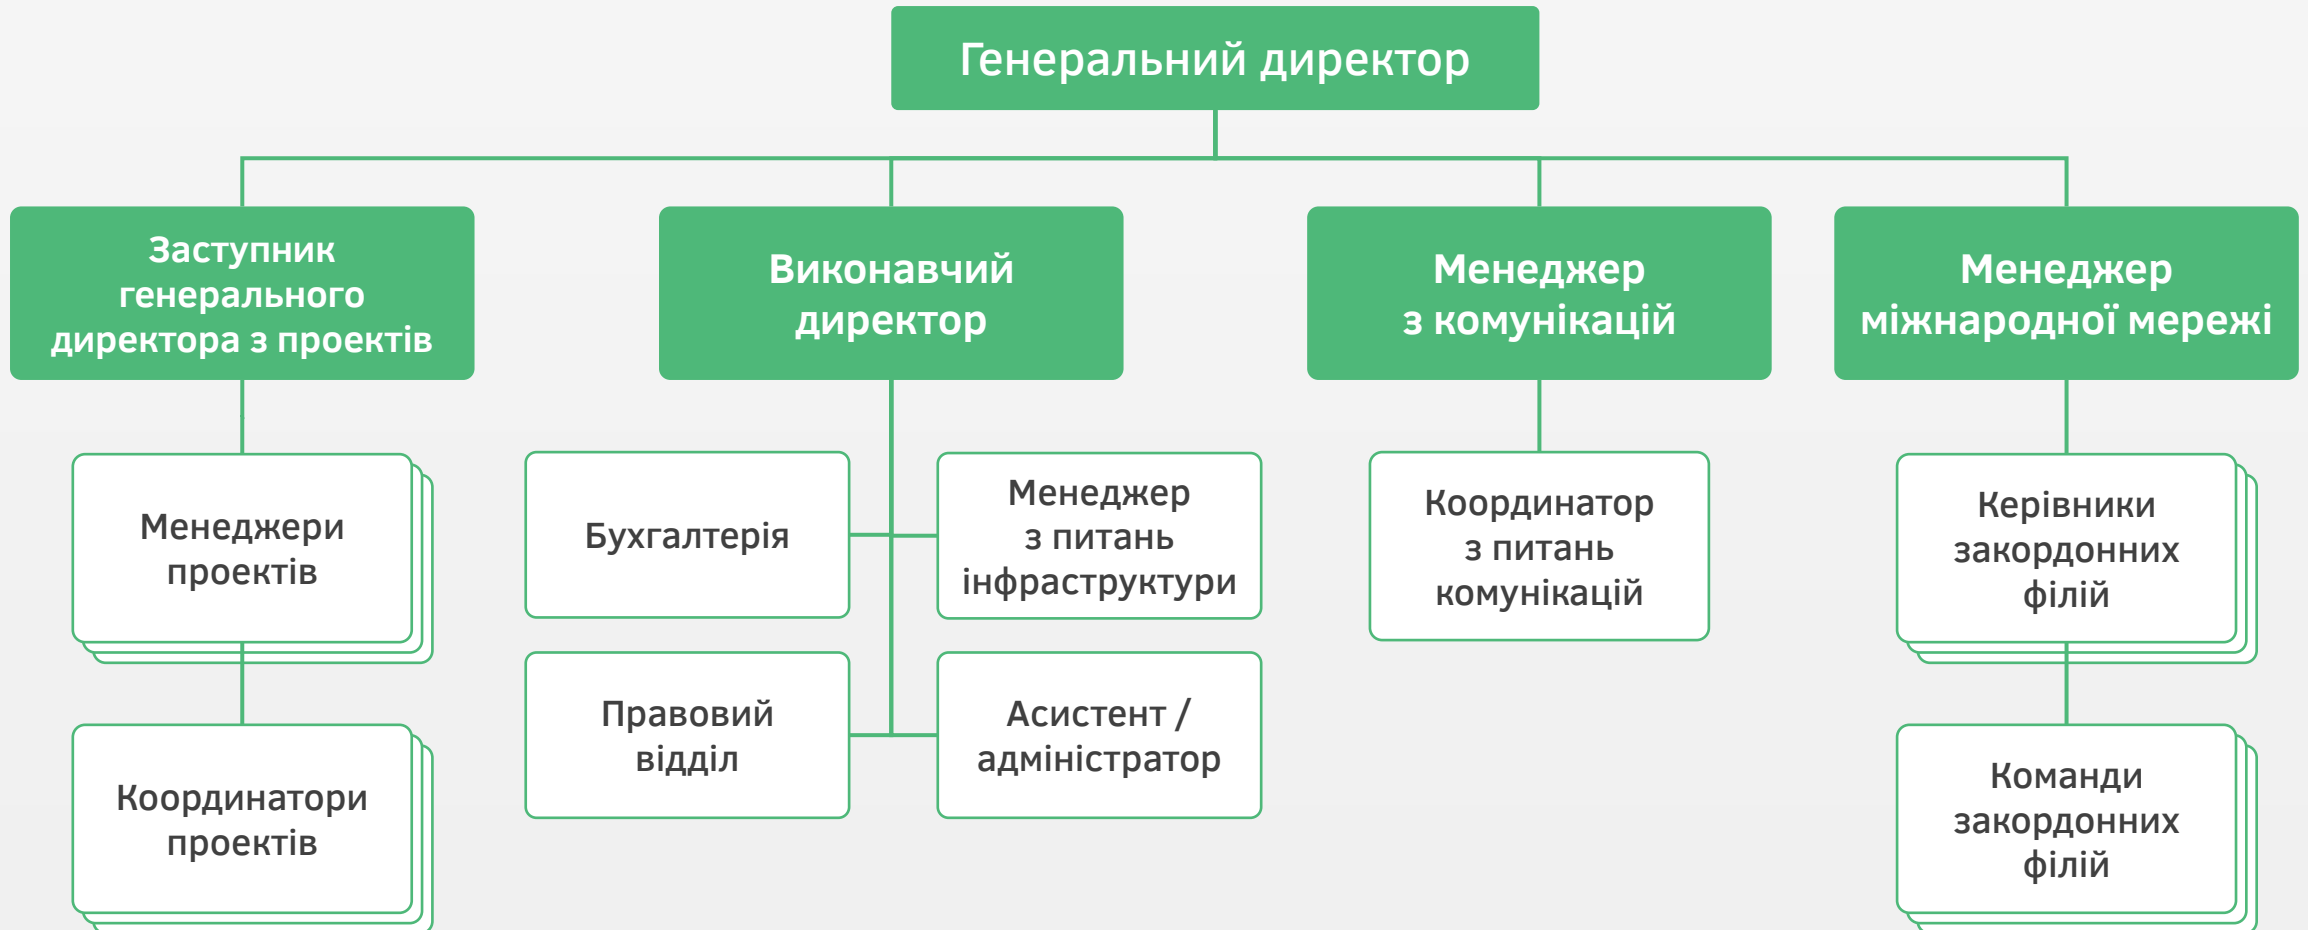 Генеральний директор
Заступник
генерального
директора з проектів
Виконавчий
директор
Менеджер
з комунікацій
Менеджер
міжнародної мережі
Менеджери
проектів
Бухгалтерія
Менеджер
з питань
інфраструктури
Координатор
з питань
комунікацій
Керівники
закордонних
філій
Правовий
відділ
Асистент /
адміністратор
Координатори
проектів
Команди
закордонних
філій